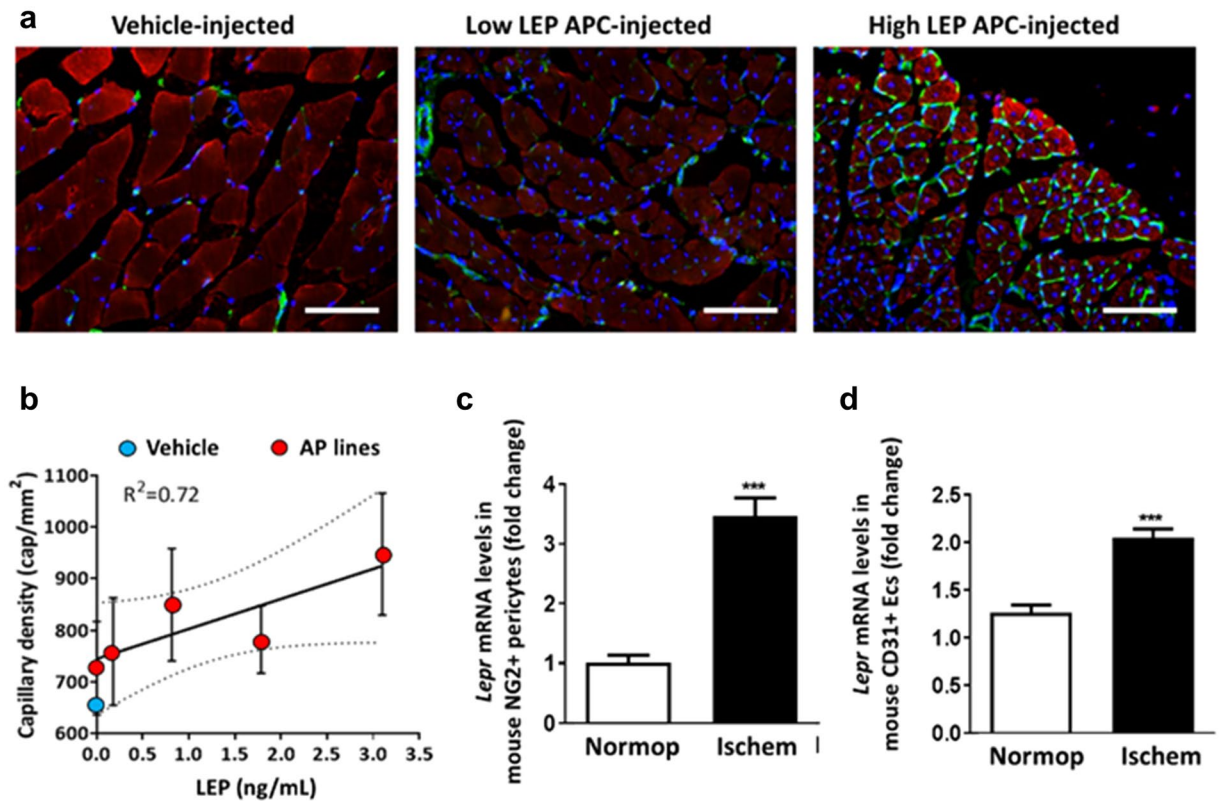 a
Vehicle-injected
Low LEP APC-injected
High LEP APC-injected
b
Vehicle
AP lines
R²=0.72
Capillary density (cap/mm²)
1100
1000
900
800
700
600
0.0
0.5
1.0
1.5
2.0
2.5
3.0
3.5
LEP (ng/mL)
c
Lepr mRNA levels in
mouse NG2+ pericytes (fold change)
4
3
2
1
0
***
Normop
Ischem
d
Lepr mRNA levels in
mouse CD31+ Ecs (fold change)
2.5
2.0
1.5
1.0
0.5
0.0
***
Normop
Ischem